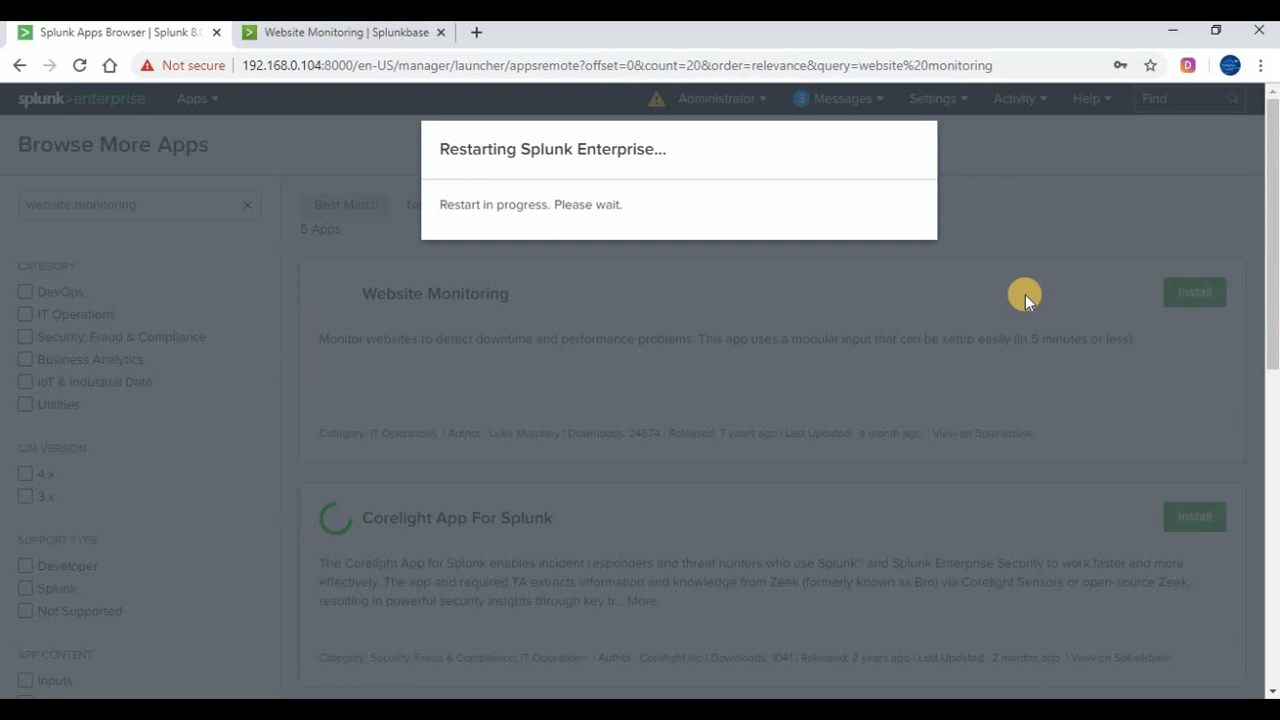 Splunk Apps Browser | Splunk 8.0
Website Monitoring | Splunkbase
Not secure
192.168.0.104:8000/en-US/manager/launcher/appsremote?offset=0&count=20&order=relevance&query=website%20monitoring
splunk>enterprise
Apps
Administrator
3
Messages
Settings
Activity
Help
Find
Browse More Apps
Restarting Splunk Enterprise...
Restart in progress. Please wait.
website monitoring
Best Match
5 Apps
CATEGORY
DevOps
IT Operations
Security, Fraud & Compliance
Business Analytics
IoT & Industrial Data
Utilities
CIM VERSION
4.x
3.x
SUPPORT TYPE
Developer
Splunk
Not Supported
APP CONTENT
Inputs
Website Monitoring
Install
Monitor websites to detect downtime and performance problems. This app uses a modular input that can be setup easily (in 5 minutes or less).
Category: IT Operations | Author: Luke Murphey | Downloads: 24674 | Released: 7 years ago | Last Updated: a month ago | View on Splunkbase
Corelight App For Splunk
Install
The Corelight App for Splunk enables incident responders and threat hunters who use Splunk® and Splunk Enterprise Security to work faster and more
effectively. The app and required TA extracts information and knowledge from Zeek (formerly known as Bro) via Corelight Sensors or open-source Zeek,
resulting in powerful security insights through key tr... More
Category: Security, Fraud & Compliance, IT Operations | Author: Corelight Inc | Downloads: 1041 | Released: 2 years ago | Last Updated: 2 months ago | View on Splunkbase